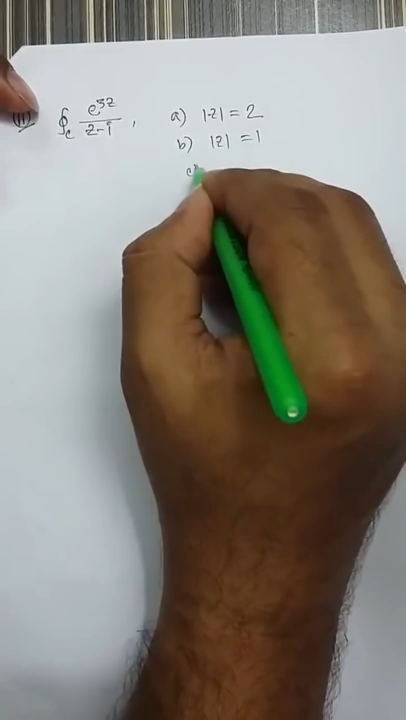 (ii) ∮c e^3z / z-i , a) |z| = 2
b) |z| = 1
c)